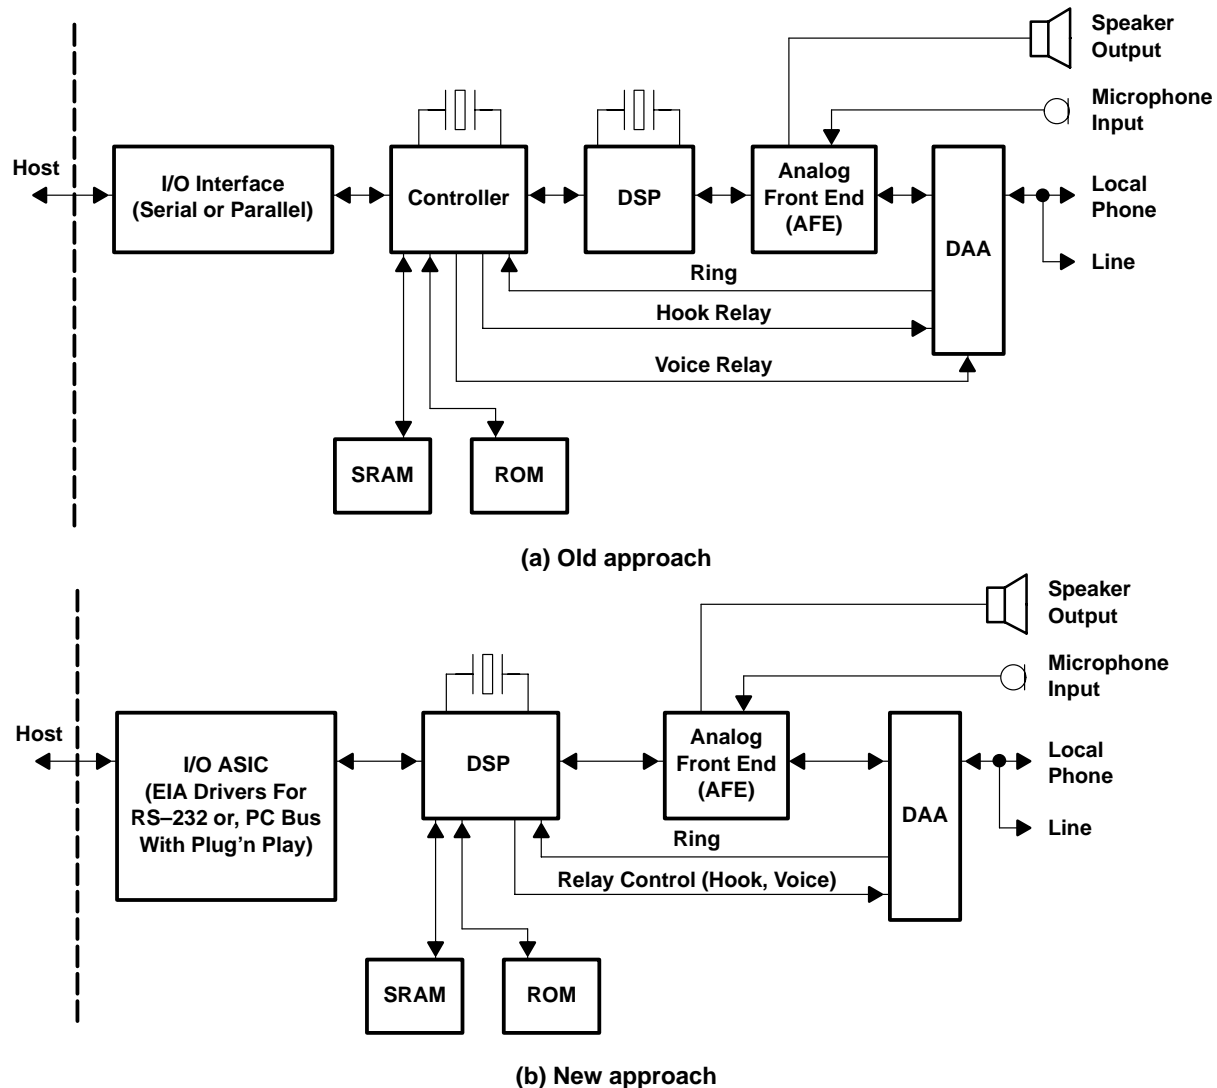 Speaker
Output
Microphone
Input
Host
I/O Interface
(Serial or Parallel)
Controller
DSP
Analog
Front End
(AFE)
DAA
Local
Phone
Line
Ring
Hook Relay
Voice Relay
SRAM
ROM
(a) Old approach
Speaker
Output
Microphone
Input
Host
I/O ASIC
(EIA Drivers For
RS–232 or, PC Bus
With Plug’n Play)
DSP
Analog
Front End
(AFE)
DAA
Local
Phone
Line
Ring
Relay Control (Hook, Voice)
SRAM
ROM
(b) New approach